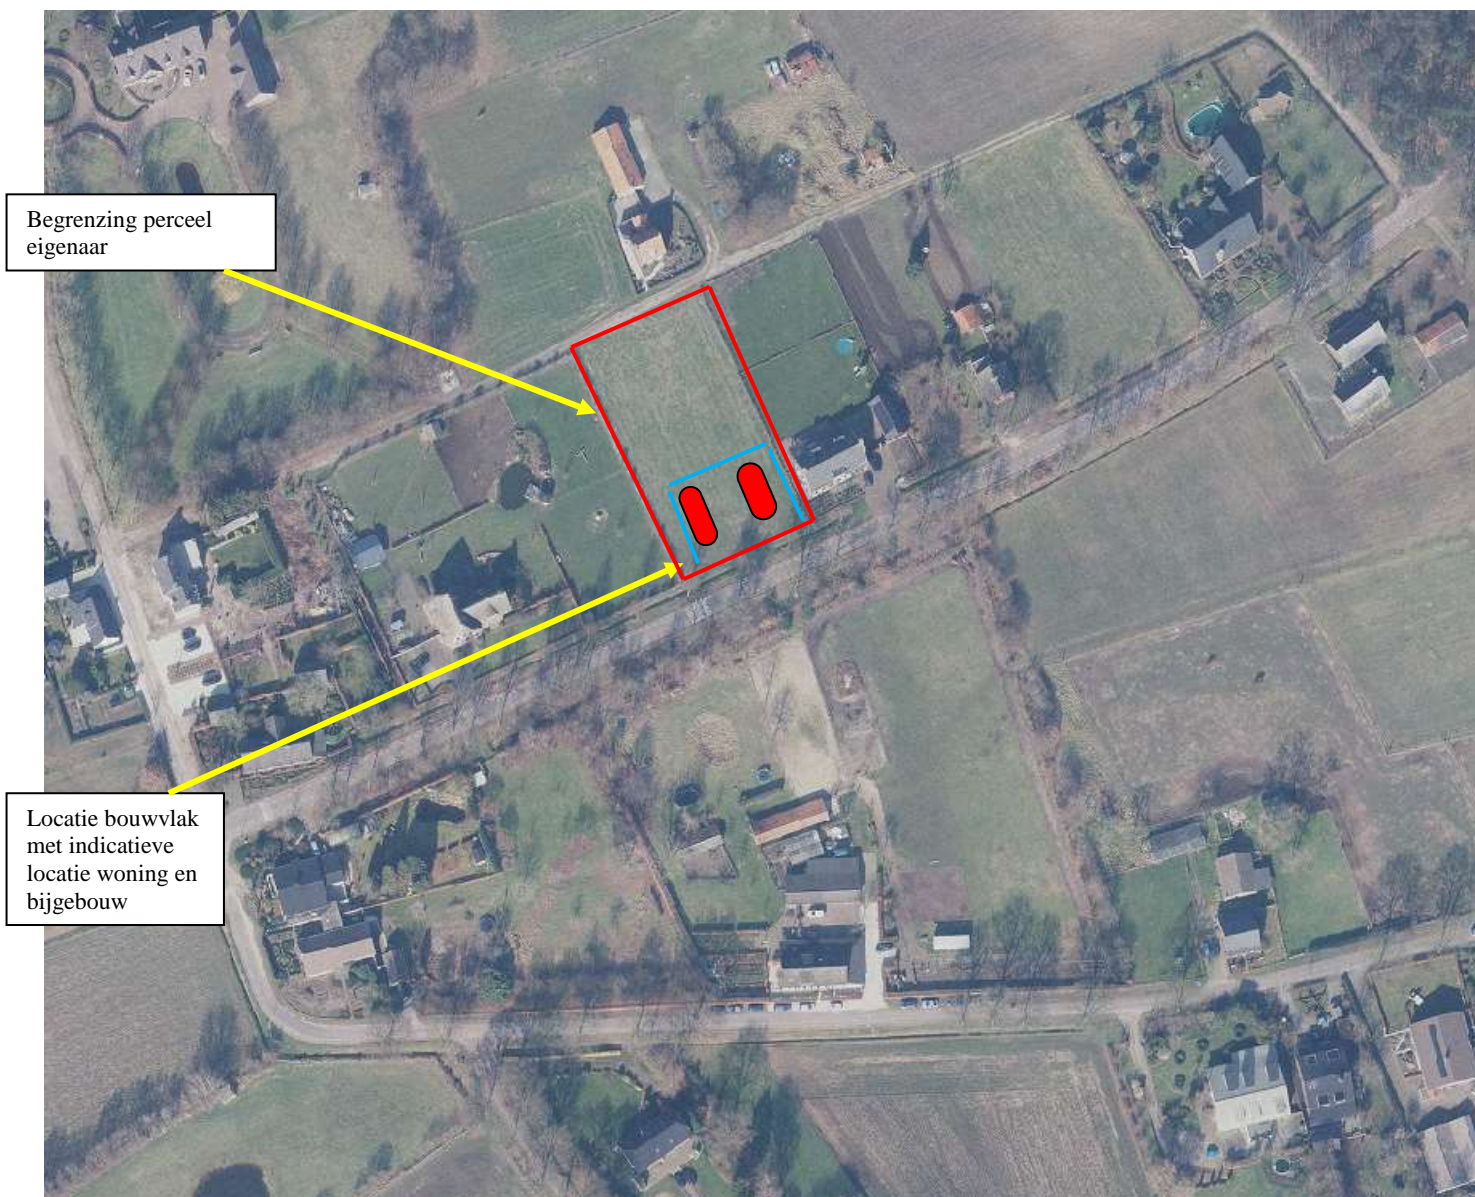 Begrenzing perceel
eigenaar
Locatie bouwvlak
met indicatieve
locatie woning en
bijgebouw